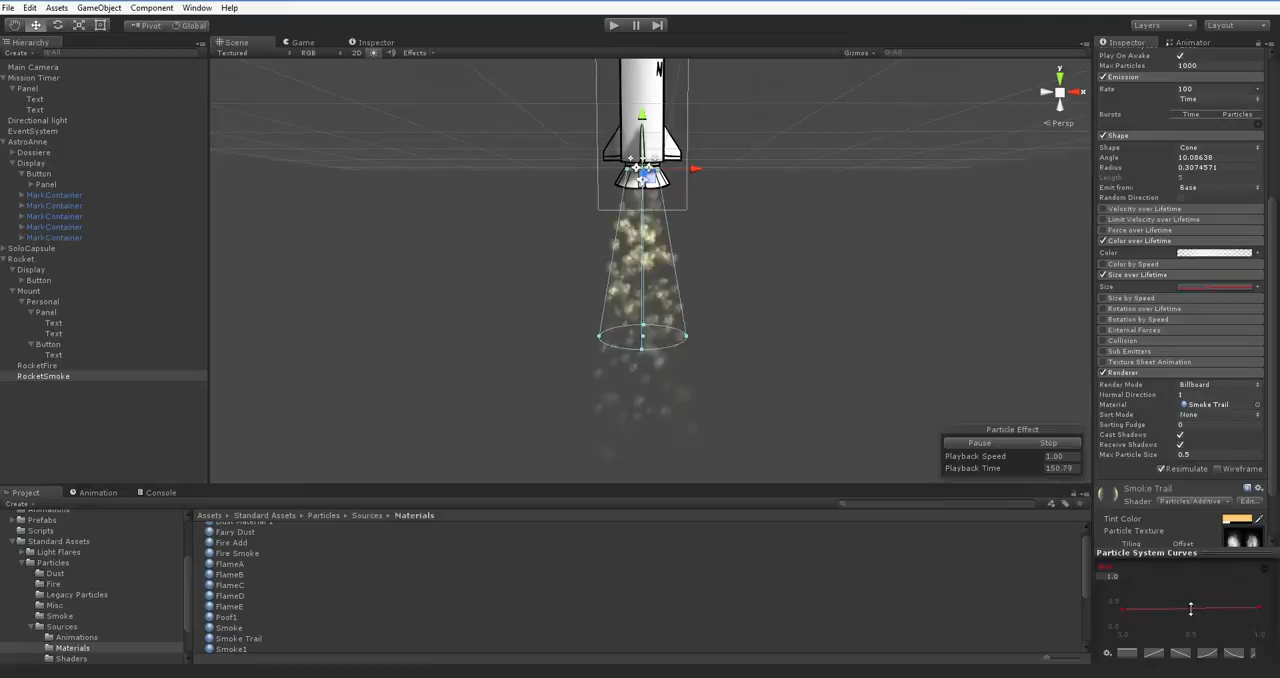 File Edit Assets GameObject Component Window Help
Pivot Global Layers Layout
Hierarchy Scene Game Inspector Inspector Animator
Create All Textured RGB 2D Effects Gizmos All
Main Camera
Mission Timer
Panel
Text
Text
Directional light
EventSystem
AstroAnne
Dossiere
Display
Button
Panel
MarkContainer
MarkContainer
MarkContainer
MarkContainer
MarkContainer
SoloCapsule
Rocket
Display
Button
Mount
Personal
Panel
Text
Text
Button
Text
RocketFire
RocketSmoke
N
y
x
Persp
Particle Effect
Pause Stop
Playback Speed 1.00
Playback Time 150.79
Play On Awake
Max Particles 1000
Emission
Rate 100
Time
Bursts Time Particles
Shape
Shape Cone
Angle 10.08638
Radius 0.3074571
Length 5
Emit from: Base
Random Direction
Velocity over Lifetime
Limit Velocity over Lifetime
Force over Lifetime
Color over Lifetime
Color
Color by Speed
Size over Lifetime
Size
Size by Speed
Rotation over Lifetime
Rotation by Speed
External Forces
Collision
Sub Emitters
Texture Sheet Animation
Renderer
Render Mode Billboard
Normal Direction 1
Material Smoke Trail
Sort Mode None
Sorting Fudge 0
Cast Shadows
Receive Shadows
Max Particle Size 0.5
Resimulate Wireframe
Smoke Trail
Shader Particles/Additive Edit...
Tint Color
Particle Texture
Tiling Offset
Particle System Curves
1.0
0.5
0.0
0.0 0.5 1.0
Project Animation Console
Create
Prefabs
Scripts
Standard Assets
Light Flares
Particles
Dust
Fire
Legacy Particles
Misc
Smoke
Sources
Animations
Materials
Shaders
Assets Standard Assets Particles Sources Materials
Dust Material 1
Fairy Dust
Fire Add
Fire Smoke
FlameA
FlameB
FlameC
FlameD
FlameE
Poof1
Smoke
Smoke Trail
Smoke1